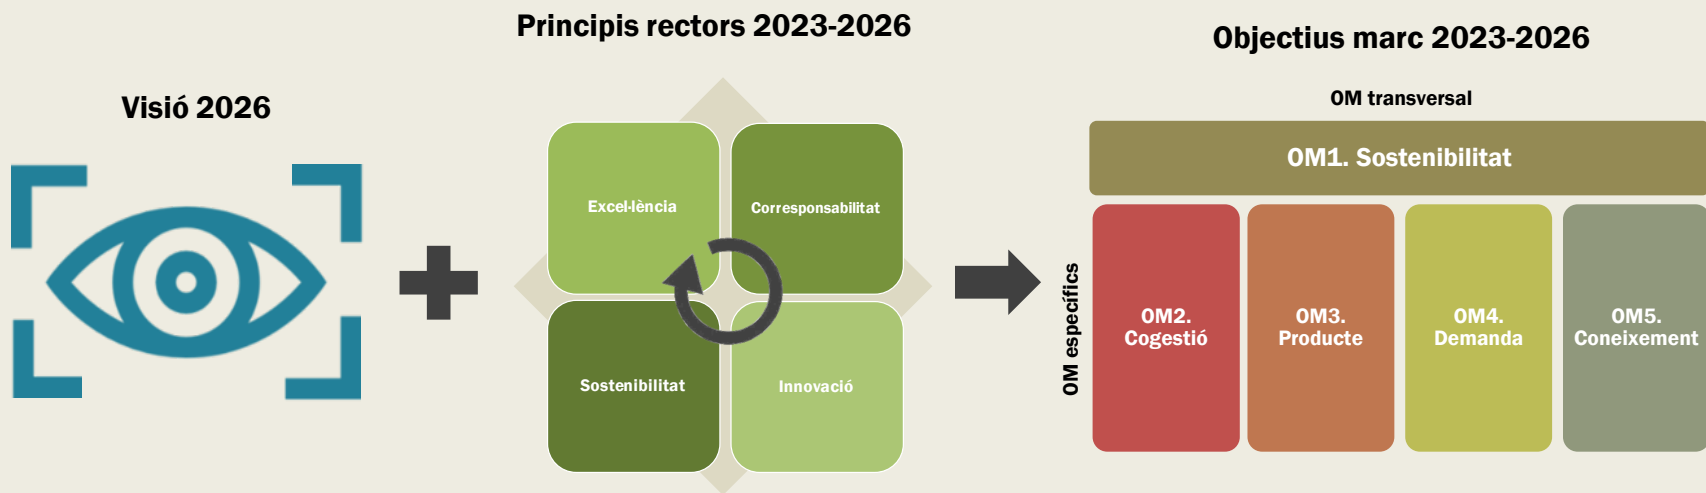 Visió 2026
Principis rectors 2023-2026
Excel·lència
Corresponsabilitat
Sostenibilitat
Innovació
Objectius marc 2023-2026
OM transversal
OM1. Sostenibilitat
OM específics
OM2.
Cogestió
OM3.
Producte
OM4.
Demanda
OM5.
Coneixement